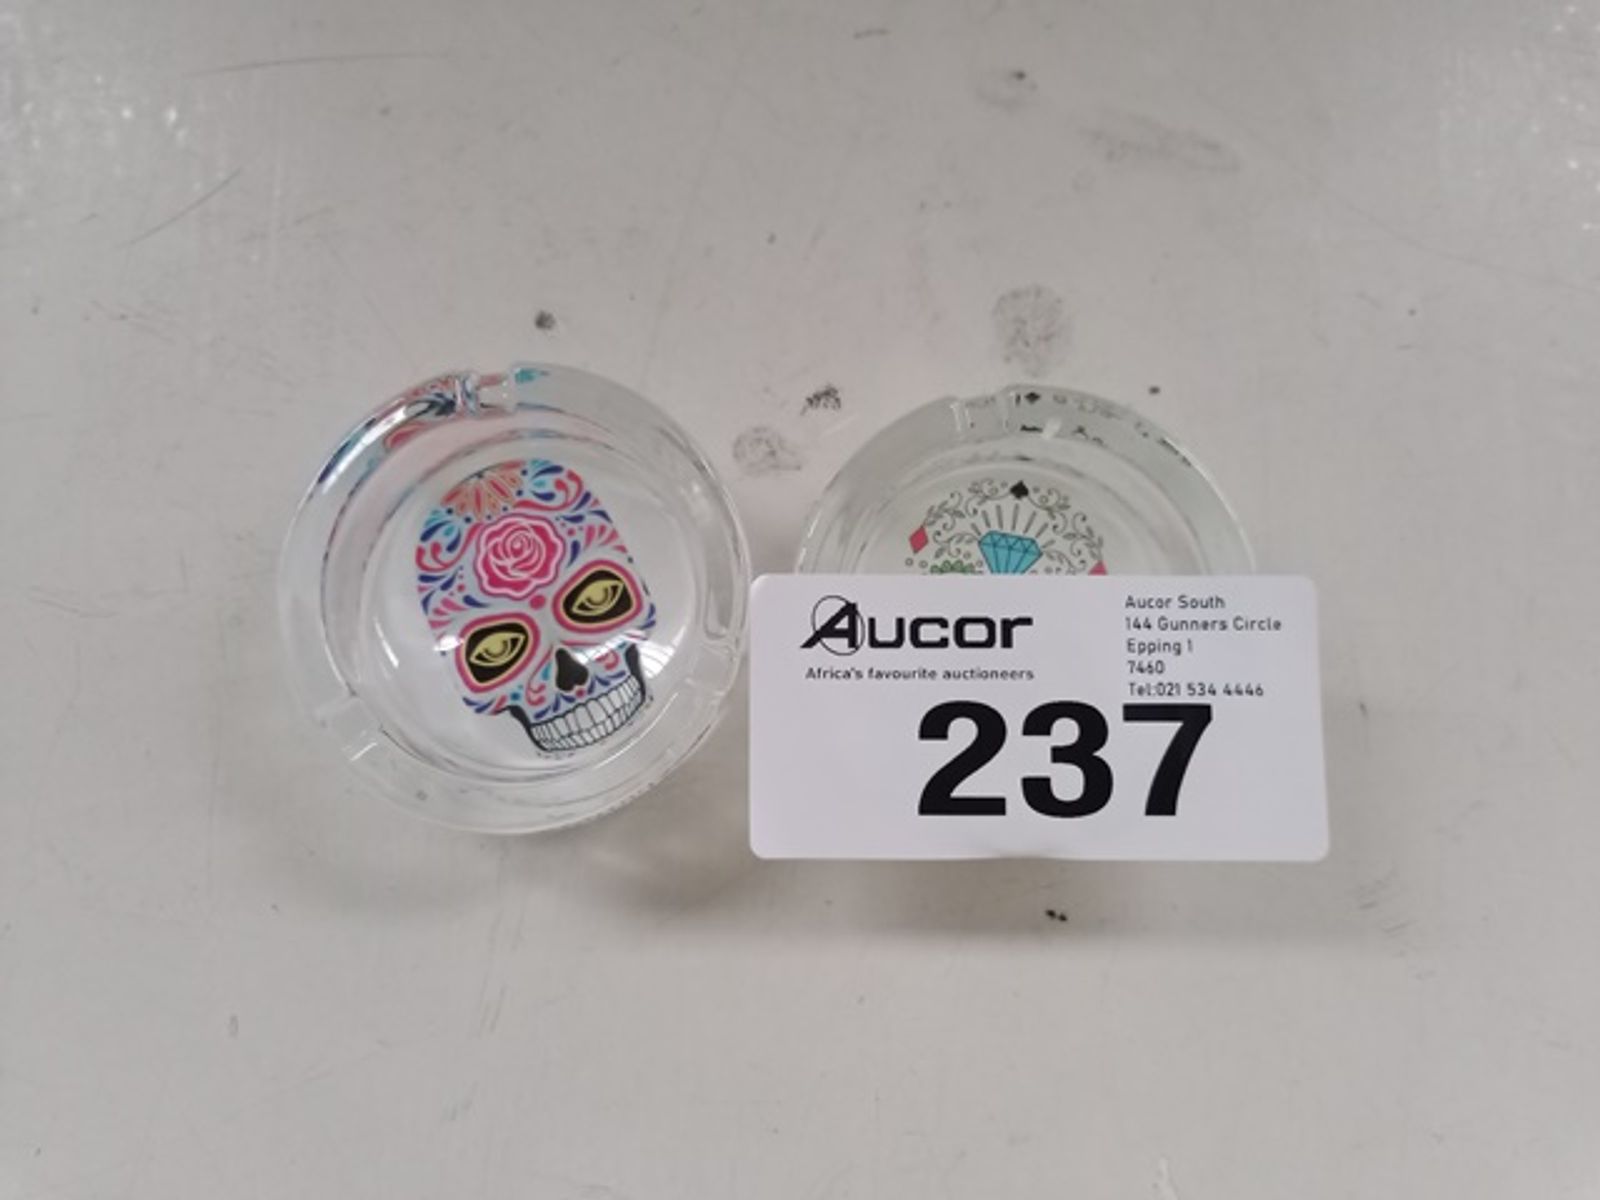 Aucor
Africa's favourite auctioneers
Aucor South
144 Gunners Circle
Epping 1
7460
Tel:021 534 4446
237